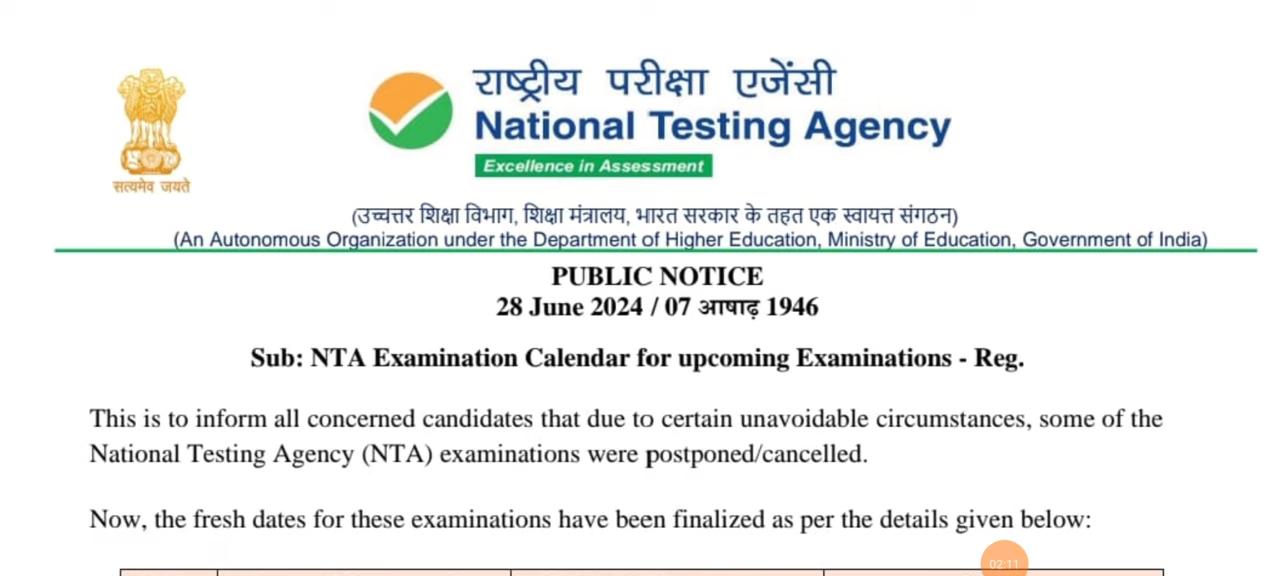 राष्ट्रीय परीक्षा एजेंसी
National Testing Agency
Excellence in Assessment
सत्यमेव जयते
(उच्चतर शिक्षा विभाग, शिक्षा मंत्रालय, भारत सरकार के तहत एक स्वायत्त संगठन)
(An Autonomous Organization under the Department of Higher Education, Ministry of Education, Government of India)
PUBLIC NOTICE
28 June 2024 / 07 आषाढ़ 1946
Sub: NTA Examination Calendar for upcoming Examinations - Reg.
This is to inform all concerned candidates that due to certain unavoidable circumstances, some of the
National Testing Agency (NTA) examinations were postponed/cancelled.
Now, the fresh dates for these examinations have been finalized as per the details given below:
02:11